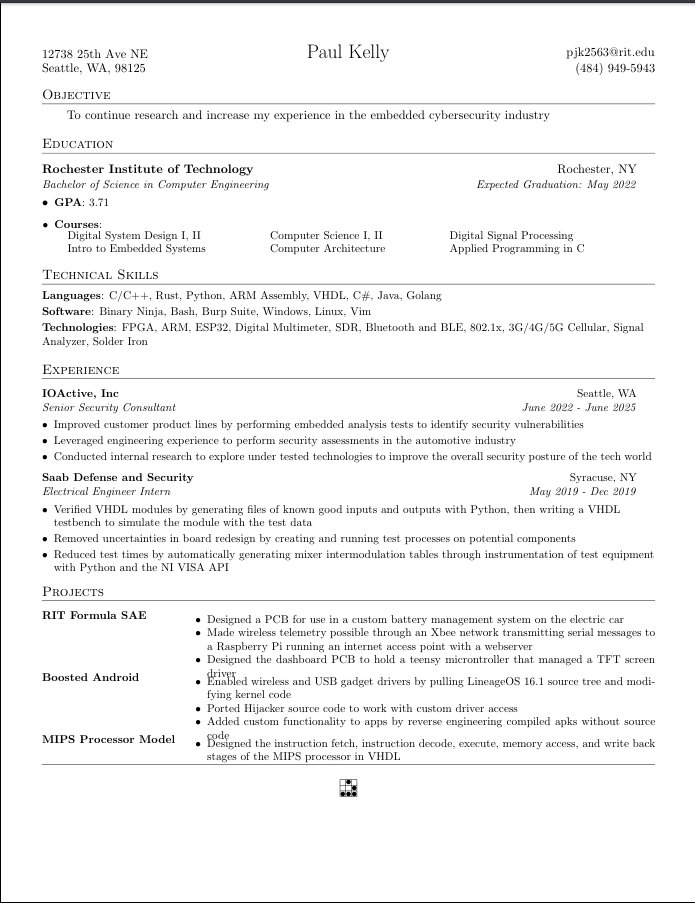 Paul Kelly
12738 25th Ave NE
Seattle, WA, 98125
pjk2563@rit.edu
(484) 949-5943
Objective
To continue research and increase my experience in the embedded cybersecurity industry
Education
Rochester Institute of Technology Rochester, NY
Bachelor of Science in Computer Engineering Expected Graduation: May 2022
• GPA: 3.71
• Courses:
Digital System Design I, II Computer Science I, II Digital Signal Processing
Intro to Embedded Systems Computer Architecture Applied Programming in C
Technical Skills
Languages: C/C++, Rust, Python, ARM Assembly, VHDL, C#, Java, Golang
Software: Binary Ninja, Bash, Burp Suite, Windows, Linux, Vim
Technologies: FPGA, ARM, ESP32, Digital Multimeter, SDR, Bluetooth and BLE, 802.1x, 3G/4G/5G Cellular, Signal
Analyzer, Solder Iron
Experience
IOActive, Inc Seattle, WA
Senior Security Consultant June 2022 - June 2025
• Improved customer product lines by performing embedded analysis tests to identify security vulnerabilities
• Leveraged engineering experience to perform security assessments in the automotive industry
• Conducted internal research to explore under tested technologies to improve the overall security posture of the tech world
Saab Defense and Security Syracuse, NY
Electrical Engineer Intern May 2019 - Dec 2019
• Verified VHDL modules by generating files of known good inputs and outputs with Python, then writing a VHDL
testbench to simulate the module with the test data
• Removed uncertainties in board redesign by creating and running test processes on potential components
• Reduced test times by automatically generating mixer intermodulation tables through instrumentation of test equipment
with Python and the NI VISA API
Projects
RIT Formula SAE
• Designed a PCB for use in a custom battery management system on the electric car
• Made wireless telemetry possible through an Xbee network transmitting serial messages to
a Raspberry Pi running an internet access point with a webserver
• Designed the dashboard PCB to hold a teensy microntroller that managed a TFT screen
driver
Boosted Android
• Enabled wireless and USB gadget drivers by pulling LineageOS 16.1 source tree and modi-
fying kernel code
• Ported Hijacker source code to work with custom driver access
• Added custom functionality to apps by reverse engineering compiled apks without source
code
MIPS Processor Model
• Designed the instruction fetch, instruction decode, execute, memory access, and write back
stages of the MIPS processor in VHDL